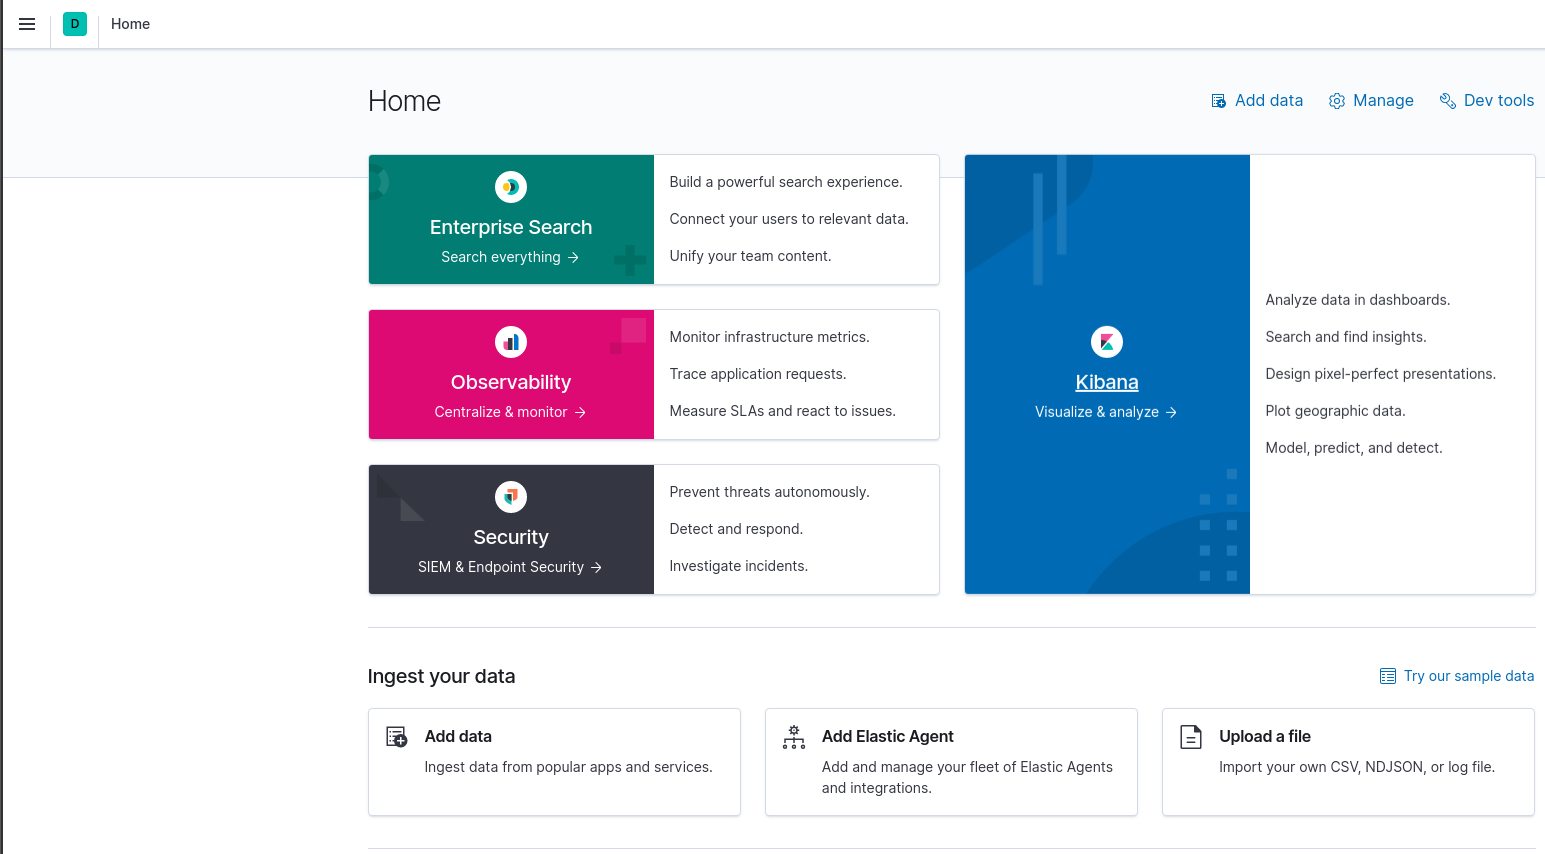 D
Home
Home
Add data
Manage
Dev tools
Enterprise Search
Search everything →
Build a powerful search experience.
Connect your users to relevant data.
Unify your team content.
Observability
Centralize & monitor →
Monitor infrastructure metrics.
Trace application requests.
Measure SLAs and react to issues.
Security
SIEM & Endpoint Security →
Prevent threats autonomously.
Detect and respond.
Investigate incidents.
Kibana
Visualize & analyze →
Analyze data in dashboards.
Search and find insights.
Design pixel-perfect presentations.
Plot geographic data.
Model, predict, and detect.
Ingest your data
Try our sample data
Add data
Ingest data from popular apps and services.
Add Elastic Agent
Add and manage your fleet of Elastic Agents
and integrations.
Upload a file
Import your own CSV, NDJSON, or log file.